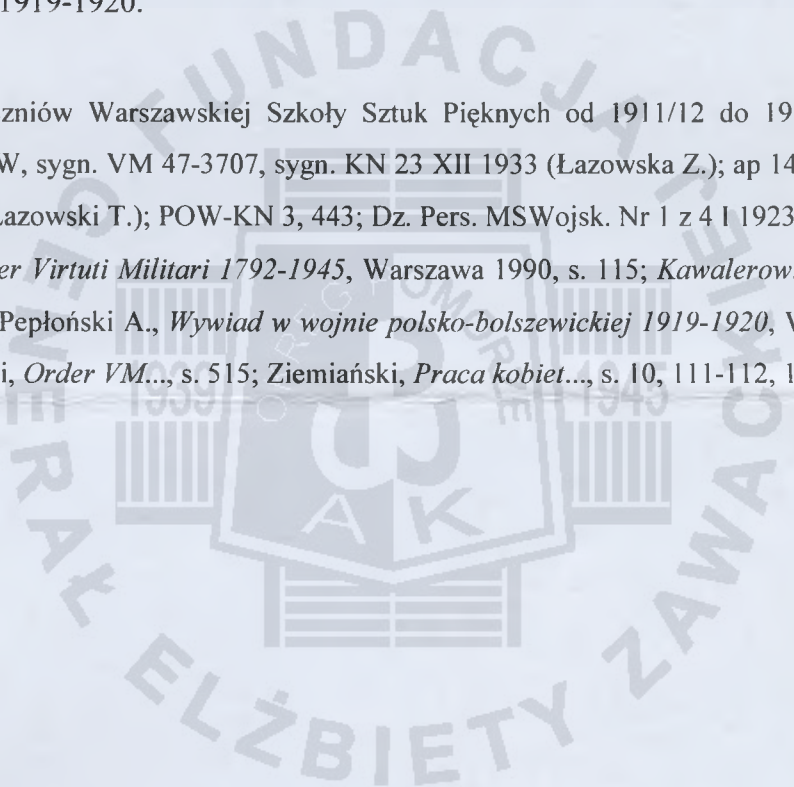 1919-1920.
zniów Warszawskiej Szkoły Sztuk Pięknych od 1911/12 do 19
W, sygn. VM 47-3707, sygn. KN 23 XII 1933 (Łazowska Z.); ap 14
Łazowski T.); POW-KN 3, 443; Dz. Pers. MSWojsk. Nr 1 z 4 I 1923
er Virtuti Militari 1792-1945, Warszawa 1990, s. 115; Kawalerow
Pepłoński A., Wywiad w wojnie polsko-bolszewickiej 1919-1920,
i, Order VM..., s. 515; Ziemiański, Praca kobiet..., s. 10, 111-112, 1
FUNDACJA GENERAŁ ELŻBIETY ZAWACKIEJ
OKRĘG POMORZE
1939 1945
AK